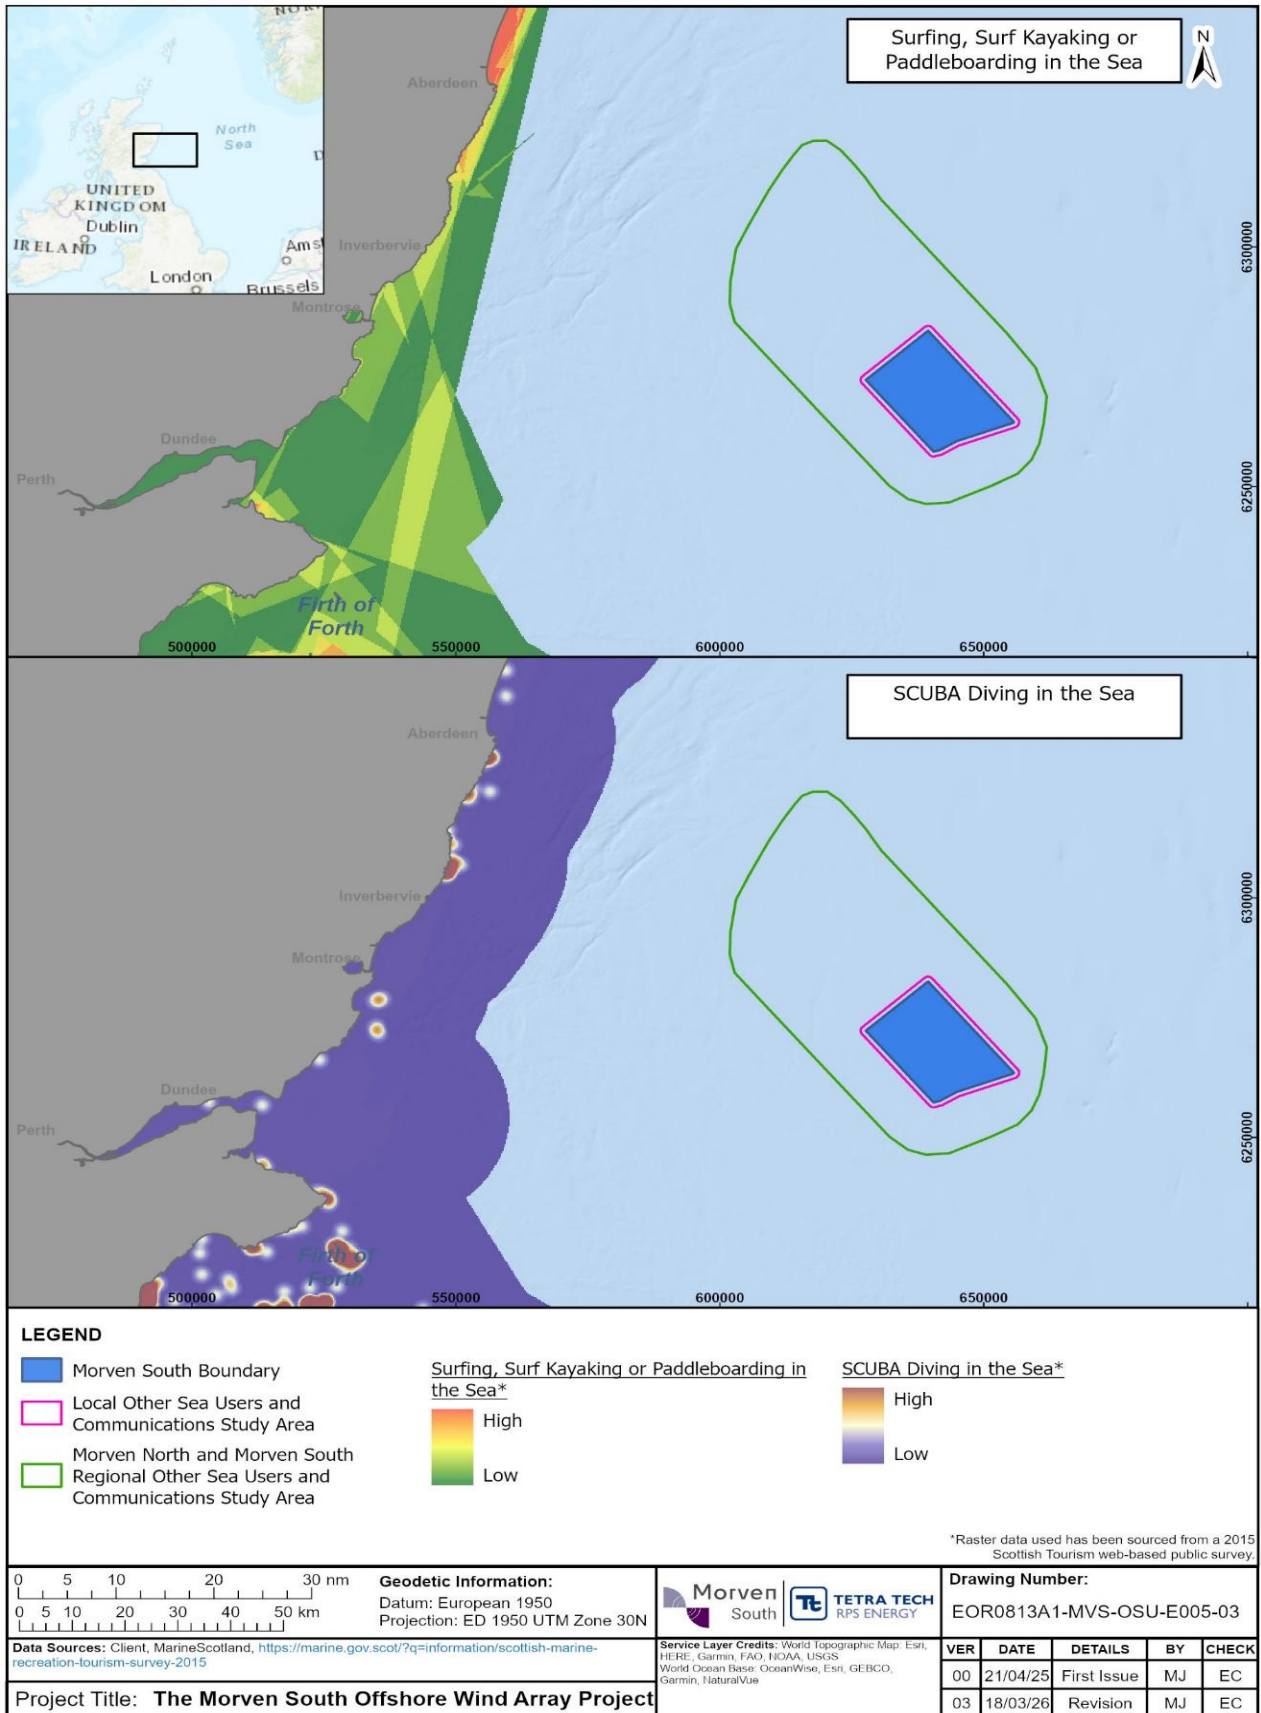 NOR
North
Sea
D
UNITED
KINGDOM
Dublin
IRELAND
Amst
London
Brussels
Surfing, Surf Kayaking or
Paddleboarding in the Sea
N
Aberdeen
Inverbervie
Montrose
Dundee
Perth
Firth of
Forth
6300000
6250000
500000
550000
600000
650000
SCUBA Diving in the Sea
Aberdeen
Inverbervie
Montrose
Dundee
Perth
Firth of
Forth
6300000
6250000
500000
550000
600000
650000
LEGEND
Morven South Boundary
Local Other Sea Users and
Communications Study Area
Morven North and Morven South
Regional Other Sea Users and
Communications Study Area
Surfing, Surf Kayaking or Paddleboarding in
the Sea*
High
Low
SCUBA Diving in the Sea*
High
Low
*Raster data used has been sourced from a 2015
Scottish Tourism web-based public survey.
0 5 10 20 30 nm
0 5 10 20 30 40 50 km
Geodetic Information:
Datum: European 1950
Projection: ED 1950 UTM Zone 30N
Data Sources: Client, MarineScotland, https://marine.gov.scot/?q=information/scottish-marine-
recreation-tourism-survey-2015
Project Title: The Morven South Offshore Wind Array Project
Morven
South
Tt TETRA TECH
RPS ENERGY
Service Layer Credits: World Topographic Map: Esri,
HERE, Garmin, FAO, NOAA, USGS
World Ocean Base: OceanWise, Esri, GEBCO,
Garmin, NaturalVue
Drawing Number:
EOR0813A1-MVS-OSU-E005-03
VER DATE DETAILS BY CHECK
00 21/04/25 First Issue MJ EC
03 18/03/26 Revision MJ EC